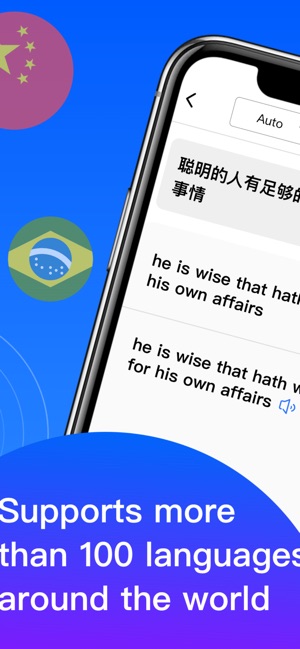 Auto
聪明的人有足够的
事情
he is wise that hath
his own affairs
he is wise that hath w
for his own affairs
Supports more
than 100 languages
around the world